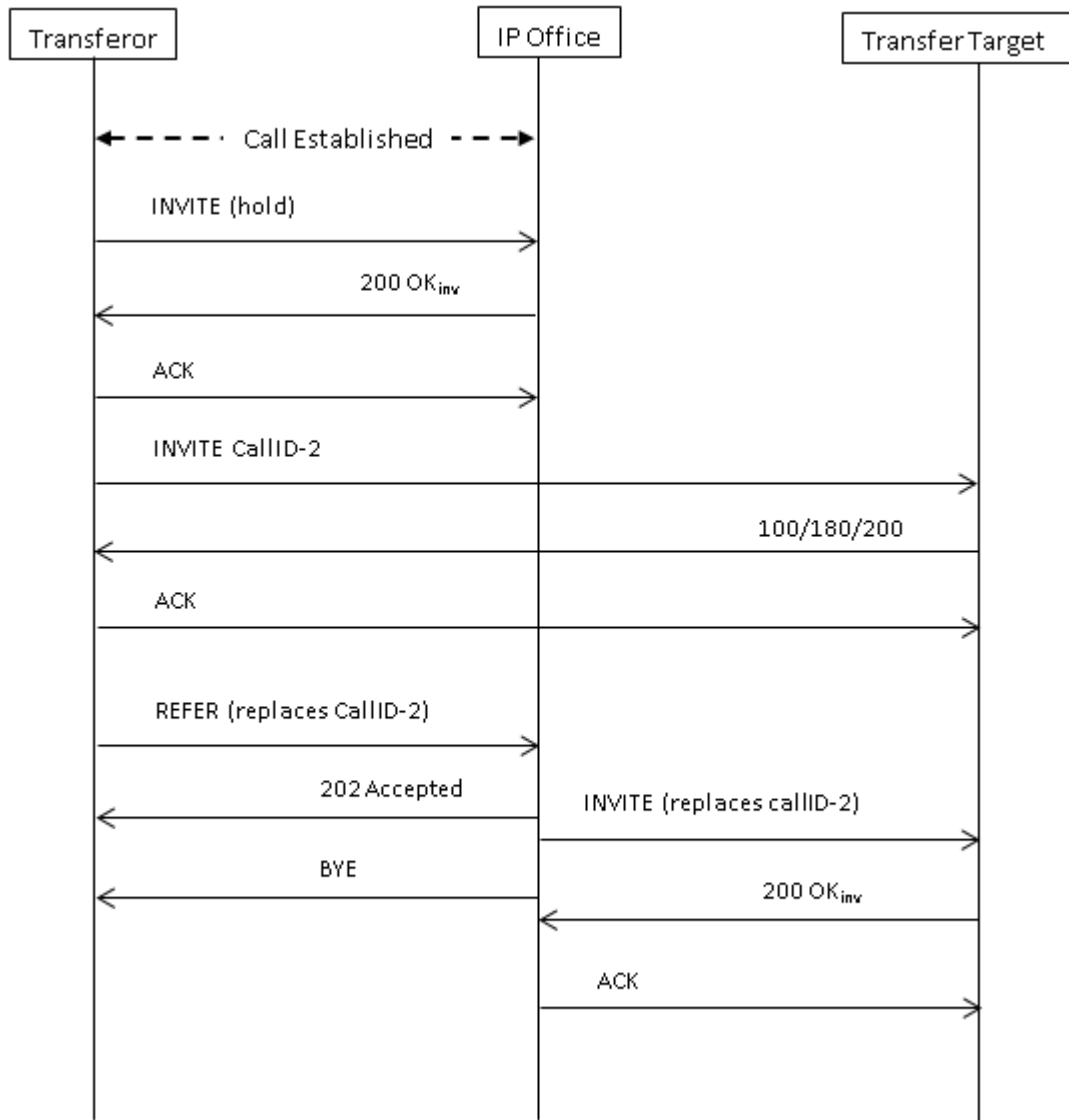 Transferor
IP Office
Transfer Target
Call Established
INVITE (hold)
200 OKinv
ACK
INVITE CallID-2
100/180/200
ACK
REFER (replaces CallID-2)
202 Accepted
INVITE (replaces callID-2)
BYE
200 OKinv
ACK